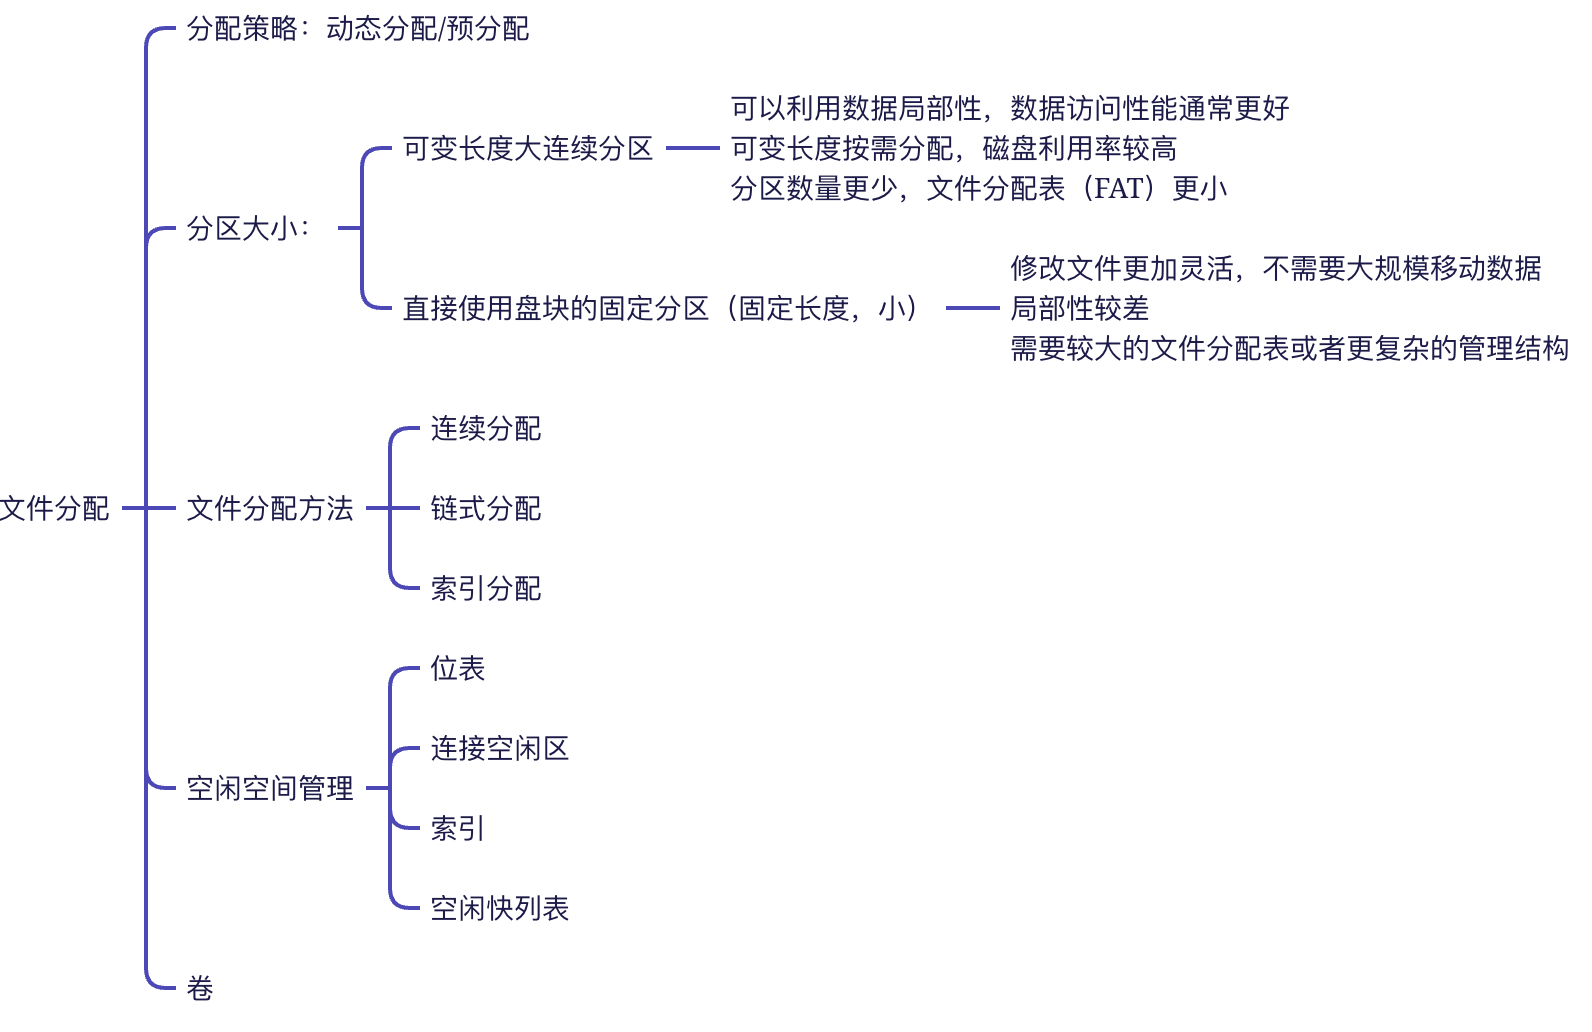 分配策略：动态分配/预分配
可以利用数据局部性，数据访问性能通常更好
可变长度大连续分区
可变长度按需分配，磁盘利用率较高
分区数量更少，文件分配表（FAT）更小
分区大小：
修改文件更加灵活，不需要大规模移动数据
直接使用盘块的固定分区（固定长度，小）
局部性较差
需要较大的文件分配表或者更复杂的管理结构
连续分配
文件分配
文件分配方法
链式分配
索引分配
位表
连接空闲区
空闲空间管理
索引
空闲快列表
卷